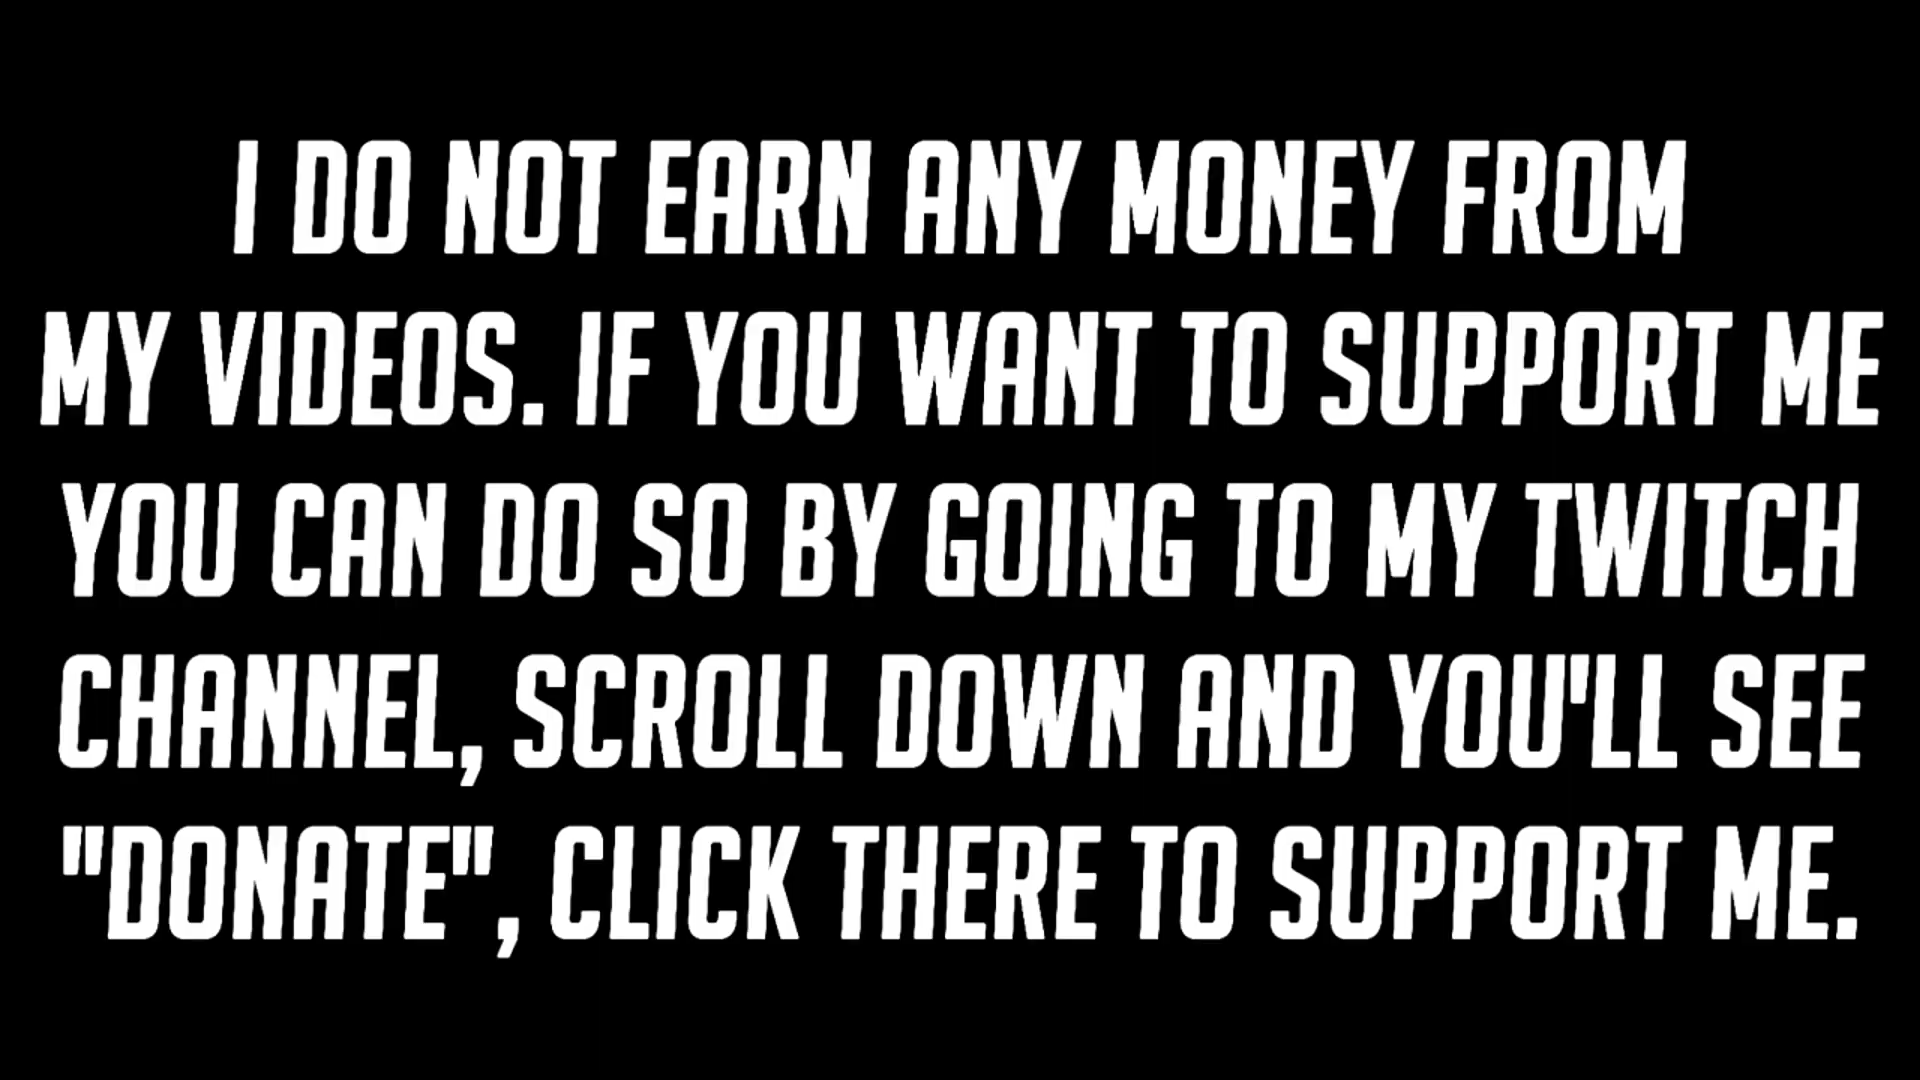 I DO NOT EARN ANY MONEY FROM
MY VIDEOS. IF YOU WANT TO SUPPORT ME
YOU CAN DO SO BY GOING TO MY TWITCH
CHANNEL, SCROLL DOWN AND YOU'LL SEE
"DONATE", CLICK THERE TO SUPPORT ME.